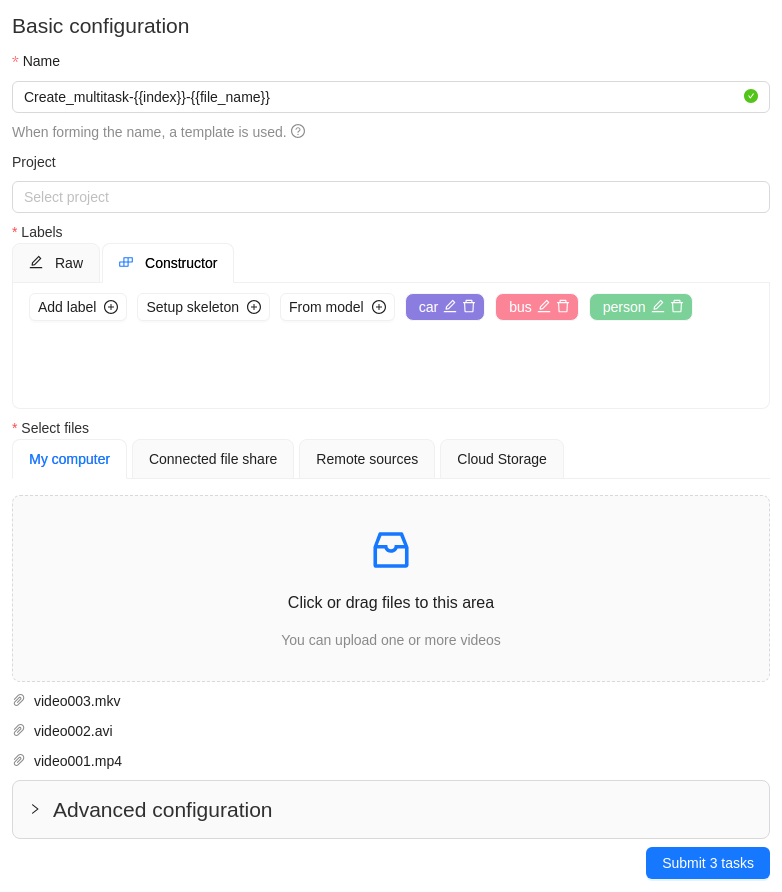 Basic configuration
* Name
Create_multitask-{{index}}-{{file_name}}
When forming the name, a template is used.
Project
Select project
* Labels
Raw Constructor
Add label Setup skeleton From model car bus person
* Select files
My computer Connected file share Remote sources Cloud Storage
Click or drag files to this area
You can upload one or more videos
video003.mkv
video002.avi
video001.mp4
Advanced configuration
Submit 3 tasks